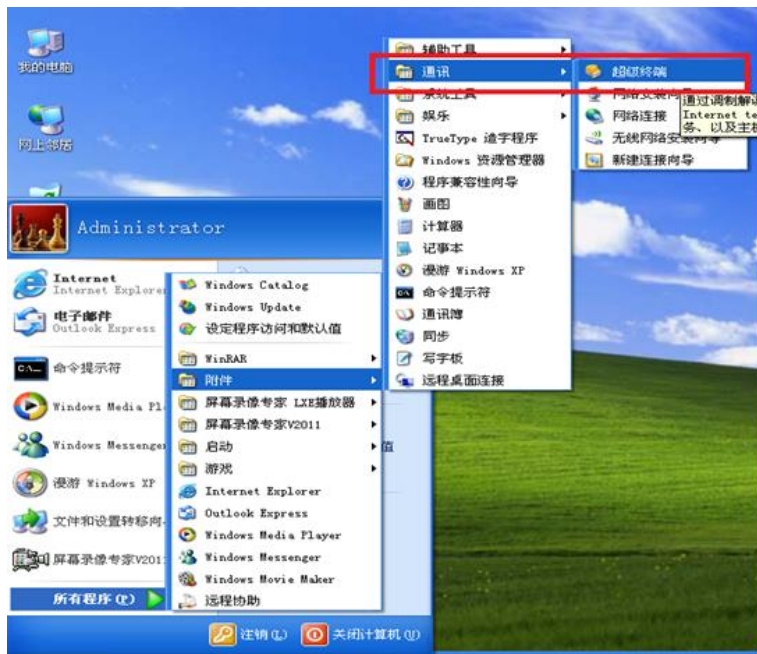 我的电脑
网上邻居
Administrator
Internet
Internet Explorer
电子邮件
Outlook Express
命令提示符
Windows Media Pl
Windows Messenger
漫游 Windows XP
文件和设置转移向
屏幕录像专家V201
所有程序(P)
注销(L)
关闭计算机(U)
值
Windows Catalog
Windows Update
设定程序访问和默认值
WinRAR
附件
屏幕录像专家 LXE播放器
屏幕录像专家V2011
启动
游戏
Internet Explorer
Outlook Express
Windows Media Player
Windows Messenger
Windows Movie Maker
远程协助
辅助工具
通讯
系统工具
娱乐
TrueType 造字程序
Windows 资源管理器
程序兼容性向导
画图
计算器
记事本
漫游 Windows XP
命令提示符
通讯簿
同步
写字板
远程桌面连接
超级终端
网络安装向导
网络连接
无线网络安装向导
新建连接向导
通过调制解调
Internet te
务、以及主机